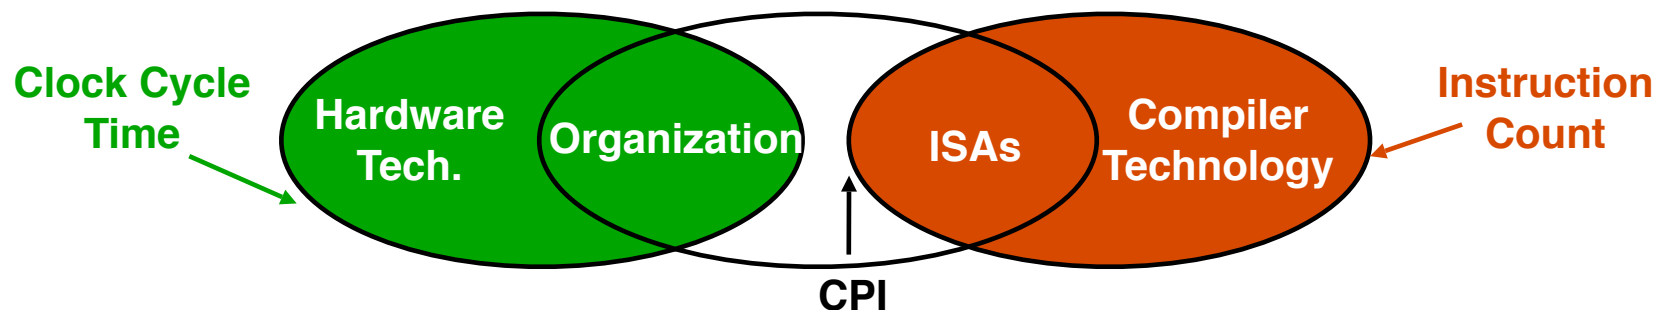 Clock Cycle
Time
Hardware
Tech.
Organization
ISAs
Compiler
Technology
Instruction
Count
CPI